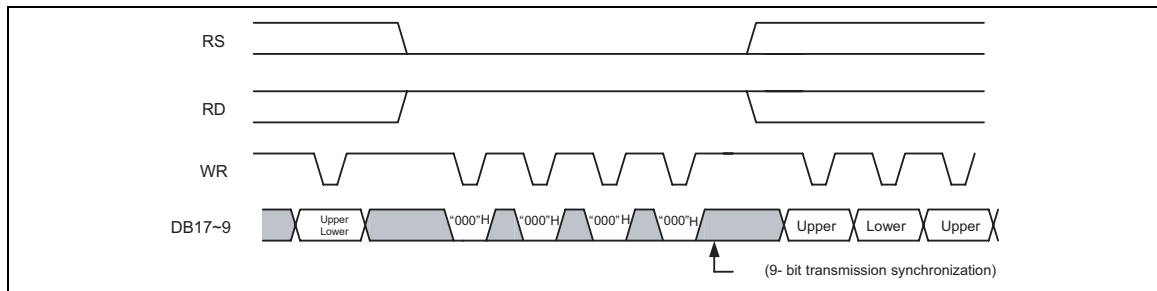 RS
RD
WR
DB17~9 Upper Lower "000"H "000"H "000"H "000"H Upper Lower Upper
(9- bit transmission synchronization)